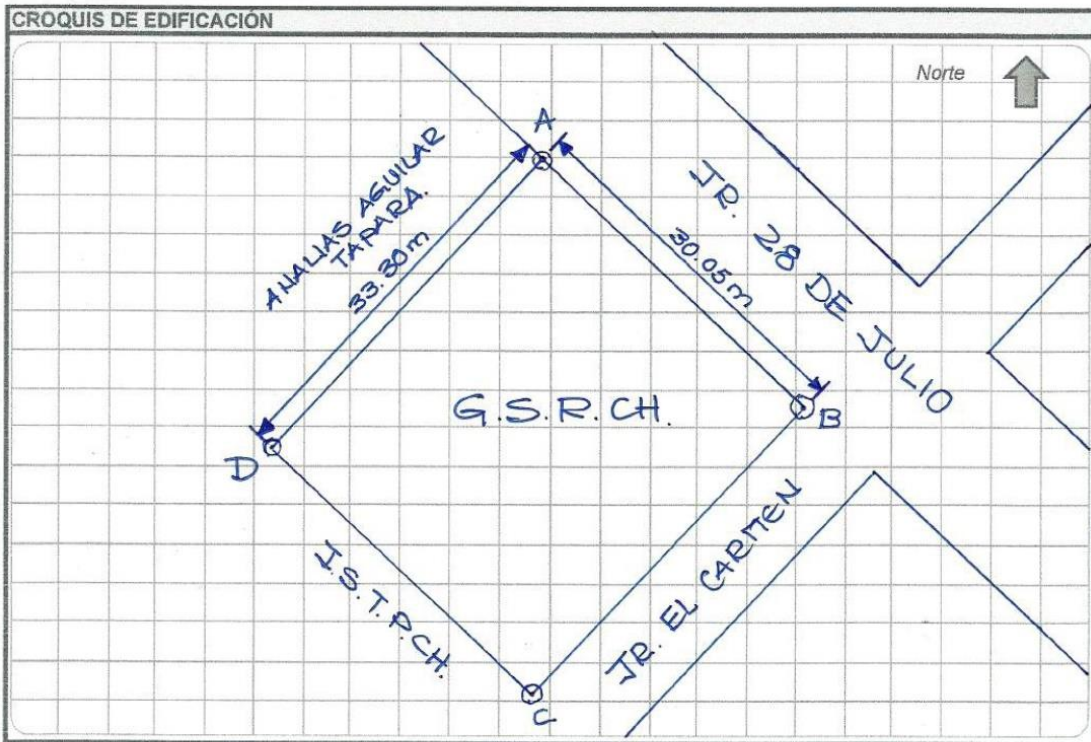 CROQUIS DE EDIFICACIÓN
Norte
A
ANALIAS AGUILAR
TAPARA.
33.30m
30.05m
JR. 28 DE JULIO
G.S.R.CH.
B
D
I.S.T.P.CH.
JR. EL CARMEN
C